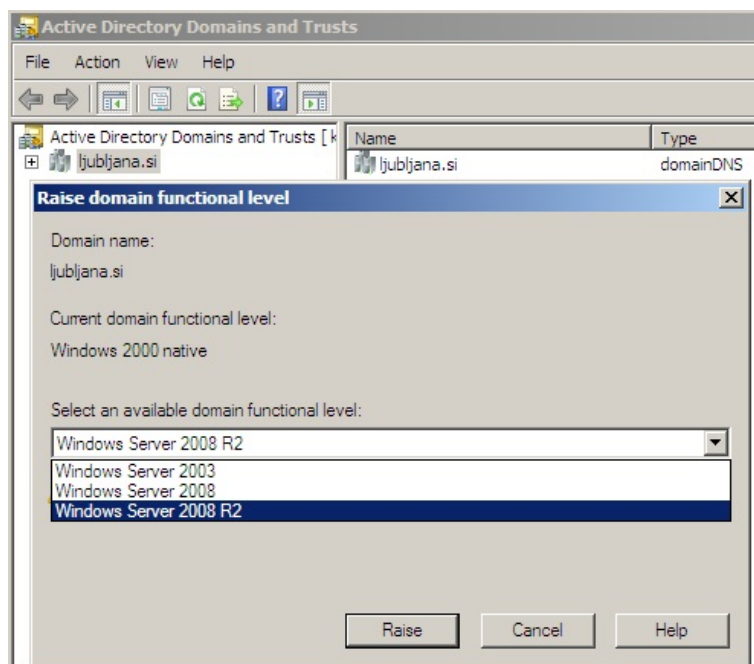 Active Directory Domains and Trusts
File Action View Help
Active Directory Domains and Trusts [ k
Name Type
ljubljana.si
ljubljana.si domainDNS
Raise domain functional level
Domain name:
ljubljana.si
Current domain functional level:
Windows 2000 native
Select an available domain functional level:
Windows Server 2008 R2
Windows Server 2003
Windows Server 2008
Windows Server 2008 R2
Raise Cancel Help